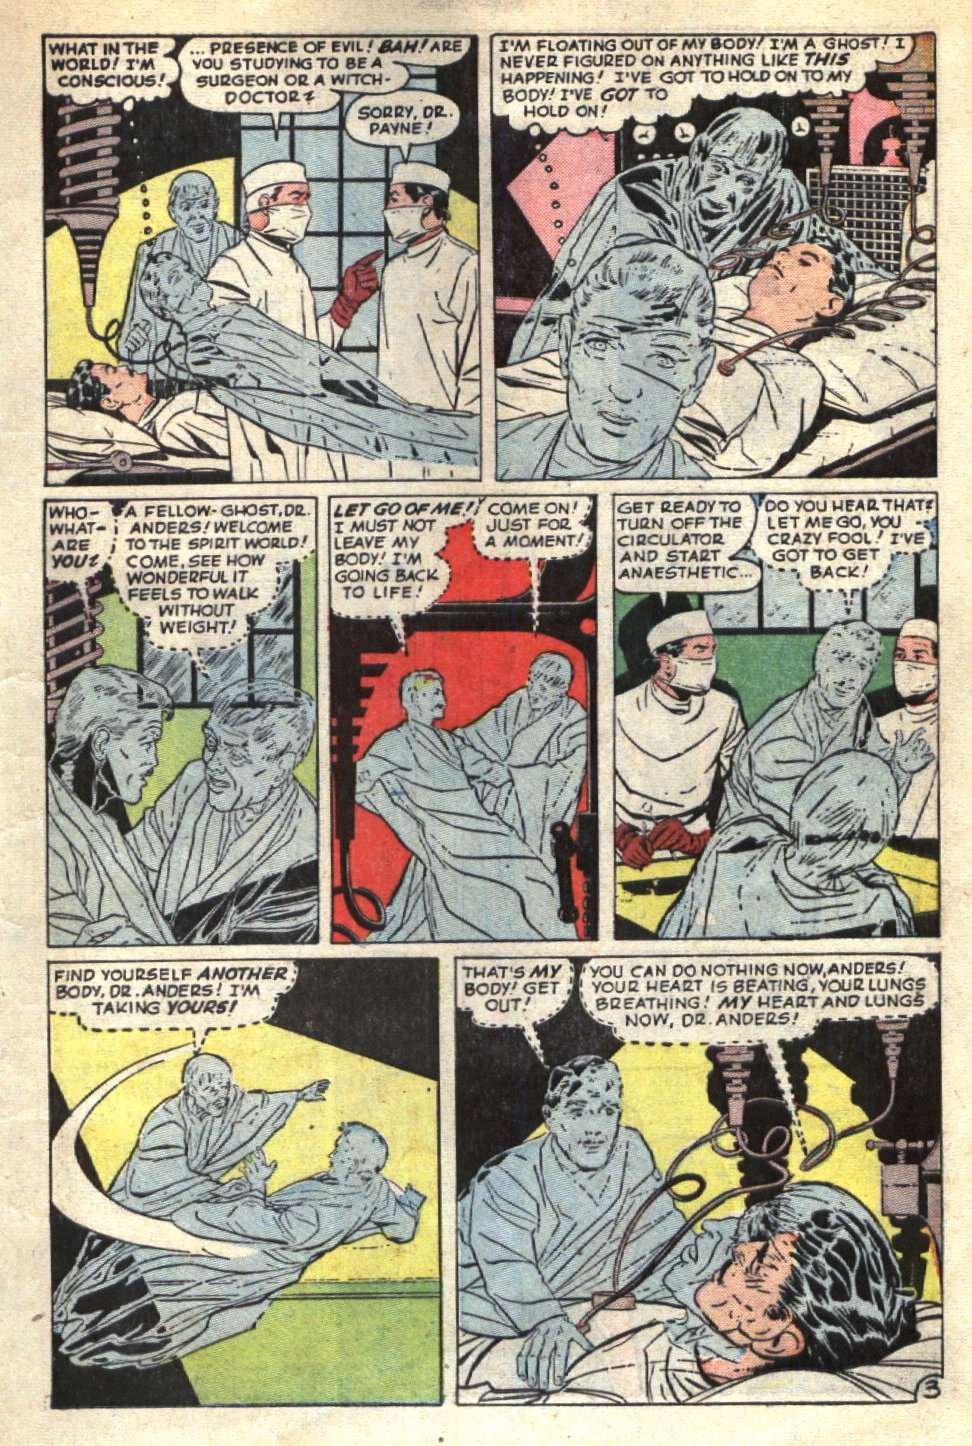 WHAT IN THE
WORLD! I'M
CONSCIOUS!
... PRESENCE OF EVIL! BAH! ARE
YOU STUDYING TO BE A
SURGEON OR A WITCH-
DOCTOR?
SORRY, DR.
PAYNE!
I'M FLOATING OUT OF MY BODY! I'M A GHOST! I
NEVER FIGURED ON ANYTHING LIKE THIS
HAPPENING! I'VE GOT TO HOLD ON TO MY
BODY! I'VE GOT TO
HOLD ON!
WHO-
WHAT-
ARE
YOU?
A FELLOW-GHOST, DR.
ANDERS! WELCOME
TO THE SPIRIT WORLD!
COME, SEE HOW
WONDERFUL IT
FEELS TO WALK
WITHOUT
WEIGHT!
LET GO OF ME!
I MUST NOT
LEAVE MY
BODY! I'M
GOING BACK
TO LIFE!
COME ON!
JUST FOR
A MOMENT!
GET READY TO
TURN OFF THE
CIRCULATOR
AND START
ANAESTHETIC...
DO YOU HEAR THAT?
LET ME GO, YOU
CRAZY FOOL! I'VE
GOT TO GET
BACK!
FIND YOURSELF ANOTHER
BODY, DR. ANDERS! I'M
TAKING YOURS!
THAT'S MY
BODY! GET
OUT!
YOU CAN DO NOTHING NOW, ANDERS!
YOUR HEART IS BEATING, YOUR LUNGS
BREATHING! MY HEART AND LUNGS
NOW, DR. ANDERS!
3